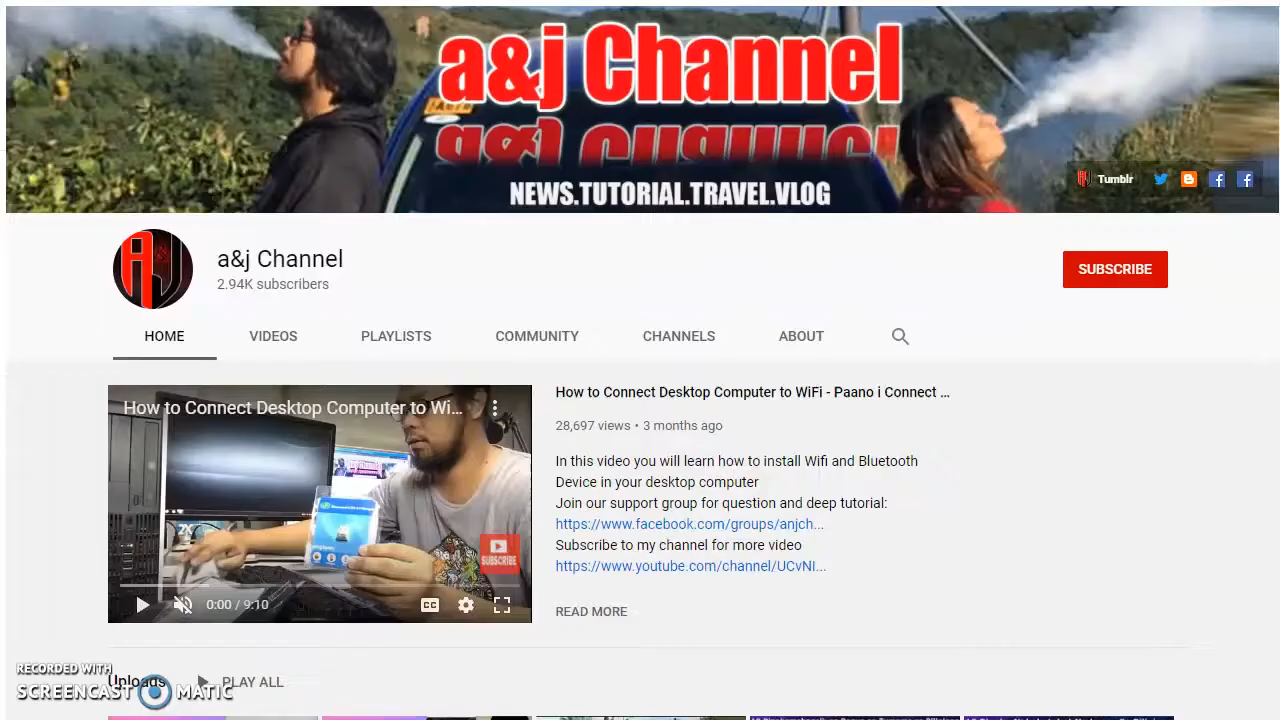 a&j Channel
NEWS.TUTORIAL.TRAVEL.VLOG
Tumblr
a&j Channel
2.94K subscribers
SUBSCRIBE
HOME VIDEOS PLAYLISTS COMMUNITY CHANNELS ABOUT
How to Connect Desktop Computer to Wi...
SUBSCRIBE
0:00 / 9:10
CC
How to Connect Desktop Computer to WiFi - Paano i Connect ...
28,697 views • 3 months ago
In this video you will learn how to install Wifi and Bluetooth
Device in your desktop computer
Join our support group for question and deep tutorial:
https://www.facebook.com/groups/anjch...
Subscribe to my channel for more video
https://www.youtube.com/channel/UCvNI...
READ MORE
Uploads PLAY ALL
RECORDED WITH
SCREENCAST MATIC